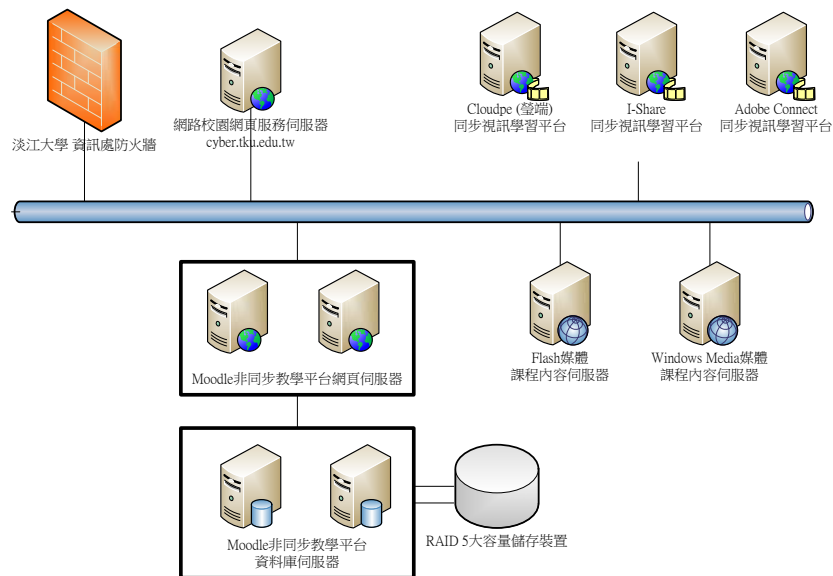 淡江大學 資訊處防火牆
網路校園網頁服務伺服器
cyber.tku.edu.tw
Cloudpe (瑩端)
同步視訊學習平台
I-Share
同步視訊學習平台
Adobe Connect
同步視訊學習平台
Moodle非同步教學平台網頁伺服器
Flash媒體
課程內容伺服器
Windows Media媒體
課程內容伺服器
Moodle非同步教學平台
資料庫伺服器
RAID 5大容量儲存裝置